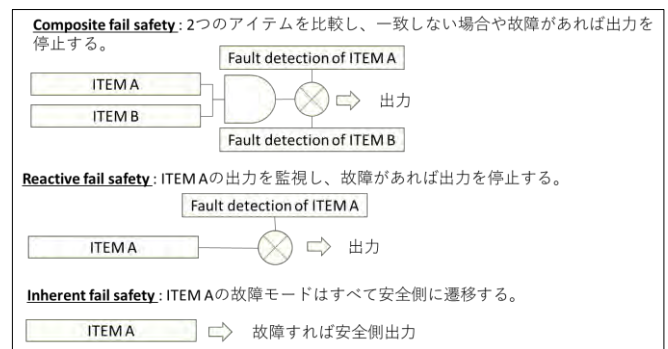 Composite fail safety : 2つのアイテムを比較し、一致しない場合や故障があれば出力を
停止する。
Fault detection of ITEM A
ITEM A
ITEM B
出力
Fault detection of ITEM B
Reactive fail safety : ITEM Aの出力を監視し、故障があれば出力を停止する。
Fault detection of ITEM A
ITEM A
出力
Inherent fail safety : ITEM Aの故障モードはすべて安全側に遷移する。
ITEM A
故障すれば安全側出力